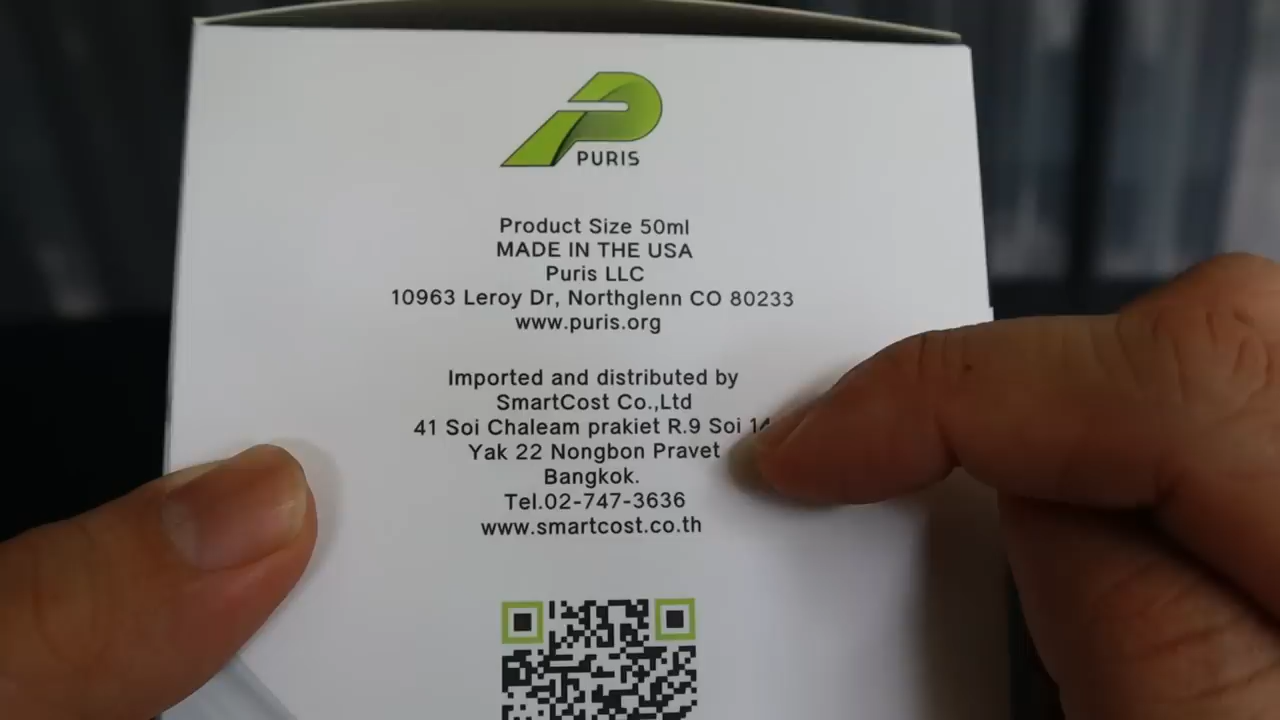 PURIS
Product Size 50ml
MADE IN THE USA
Puris LLC
10963 Leroy Dr, Northglenn CO 80233
www.puris.org
Imported and distributed by
SmartCost Co.,Ltd
41 Soi Chaleam prakiet R.9 Soi
Yak 22 Nongbon Pravet
Bangkok.
Tel.02-747-3636
www.smartcost.co.th